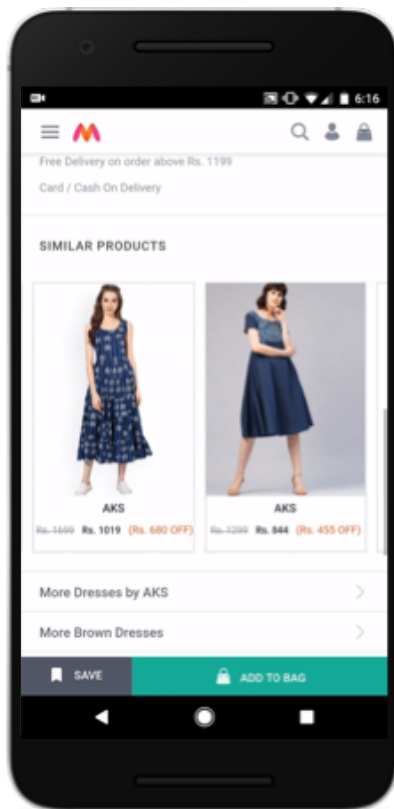 6:16
Free Delivery on order above Rs. 1199
Card / Cash On Delivery
SIMILAR PRODUCTS
AKS
Rs. 1699 Rs. 1019 (Rs. 680 OFF)
AKS
Rs. 1299 Rs. 844 (Rs. 455 OFF)
More Dresses by AKS
More Brown Dresses
SAVE
ADD TO BAG